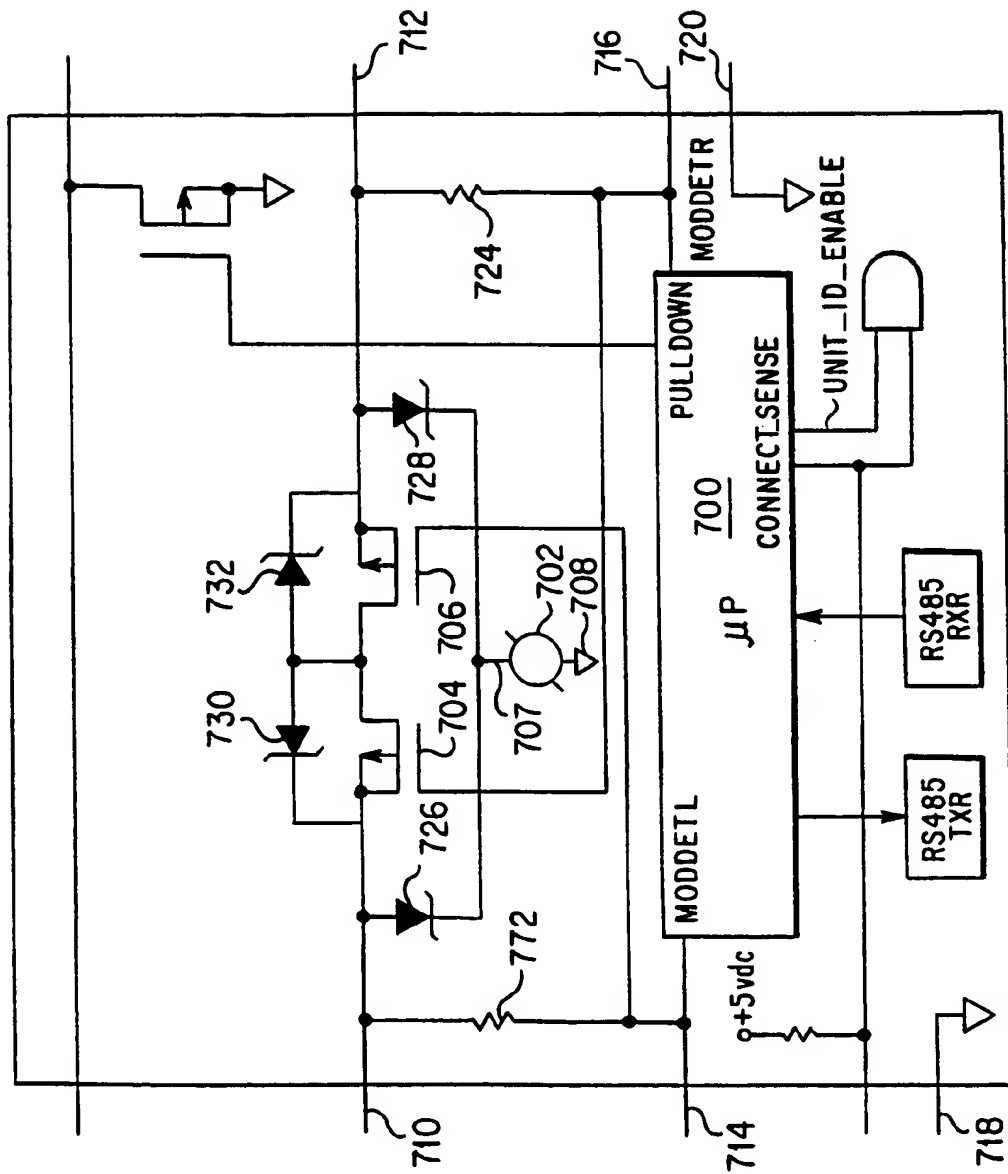 712
716
720
724
MODDETR
UNIT_ID_ENABLE
PULLDOWN
728
732
730
706
702
708
704
707
726
CONNECT_SENSE
700
µP
MODDETL
772
+5vdc
RS485
RXR
RS485
TXR
710
714
718